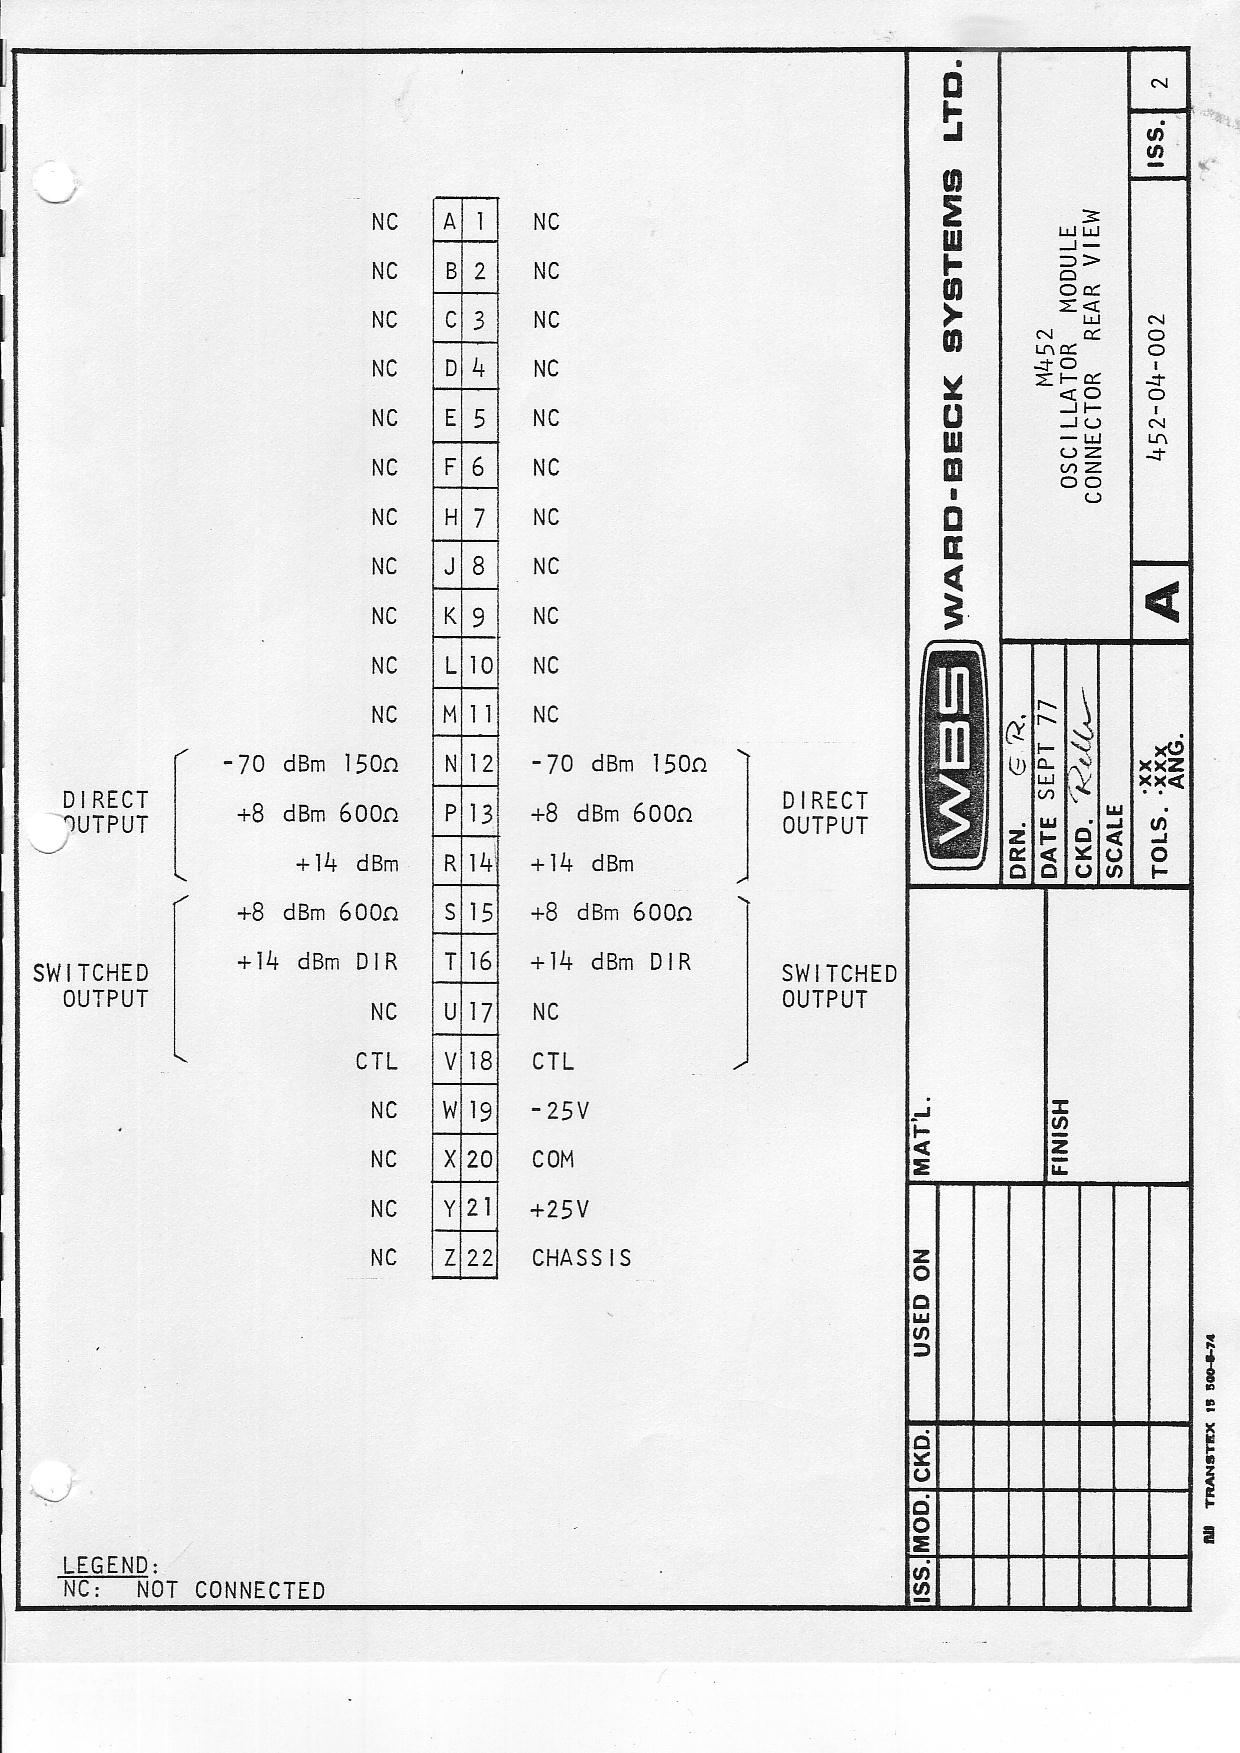 NC A 1 NC
NC B 2 NC
NC C 3 NC
NC D 4 NC
NC E 5 NC
NC F 6 NC
NC H 7 NC
NC J 8 NC
NC K 9 NC
NC L 10 NC
NC M 11 NC
-70 dBm 150Ω N 12 -70 dBm 150Ω
DIRECT
OUTPUT
+8 dBm 600Ω P 13 +8 dBm 600Ω
DIRECT
OUTPUT
+14 dBm R 14 +14 dBm
+8 dBm 600Ω S 15 +8 dBm 600Ω
SWITCHED
OUTPUT
+14 dBm DIR T 16 +14 dBm DIR
SWITCHED
OUTPUT
NC U 17 NC
CTL V 18 CTL
NC W 19 -25V
NC X 20 COM
NC Y 21 +25V
NC Z 22 CHASSIS
LEGEND:
NC: NOT CONNECTED
WBS WARD-BECK SYSTEMS LTD.
M452
OSCILLATOR MODULE
CONNECTOR REAR VIEW
DRN. G R.
DATE SEPT 77
CKD.
SCALE
TOLS. .XX
.XXX
ANG.
A 452-04-002 ISS. 2
MAT'L.
FINISH
ISS. MOD. CKD. USED ON
TRANSTEX 15 500-5-74